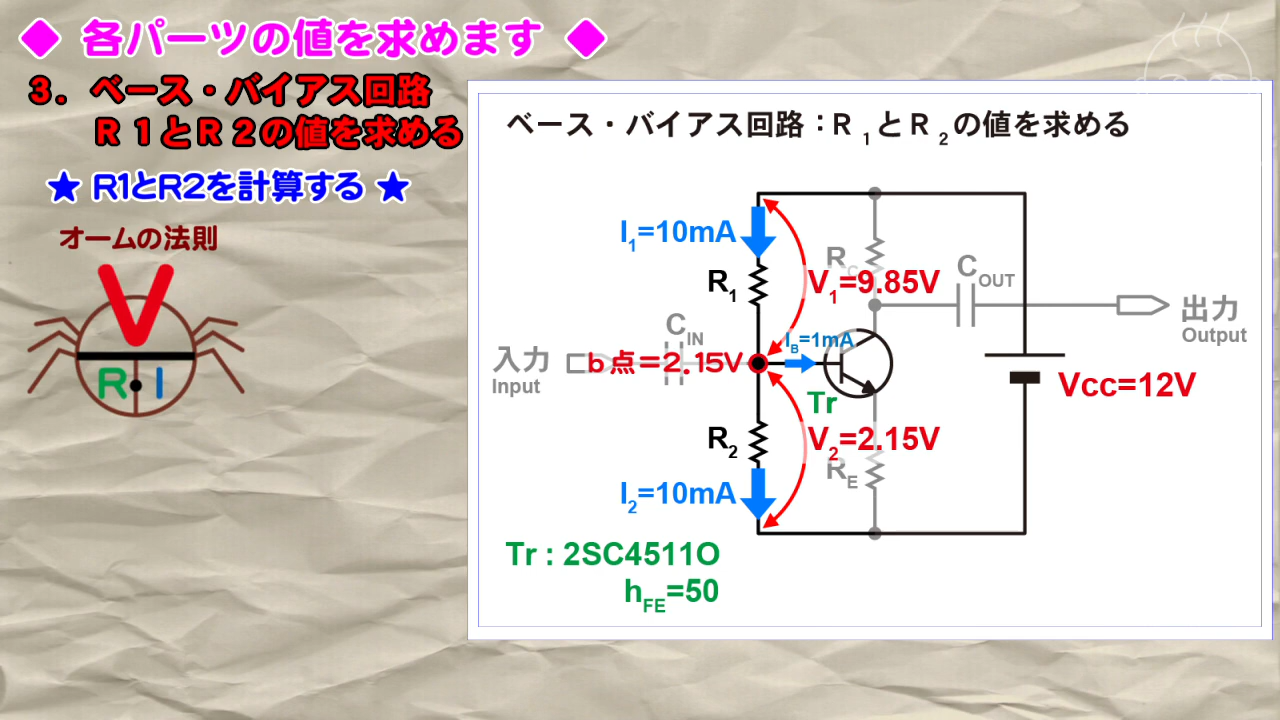 ◆ 各パーツの値を求めます ◆
３．ベース・バイアス回路
Ｒ１とＲ２の値を求める
★ R1とR2を計算する ★
オームの法則
V
R・I
ベース・バイアス回路：R1とR2の値を求める
I1=10mA
R1
RC
V1=9.85V
COUT
出力
Output
CIN
入力
Input
b点＝2.15V
IB=1mA
Tr
Vcc=12V
R2
V2=2.15V
RE
I2=10mA
Tr : 2SC4511O
hFE=50